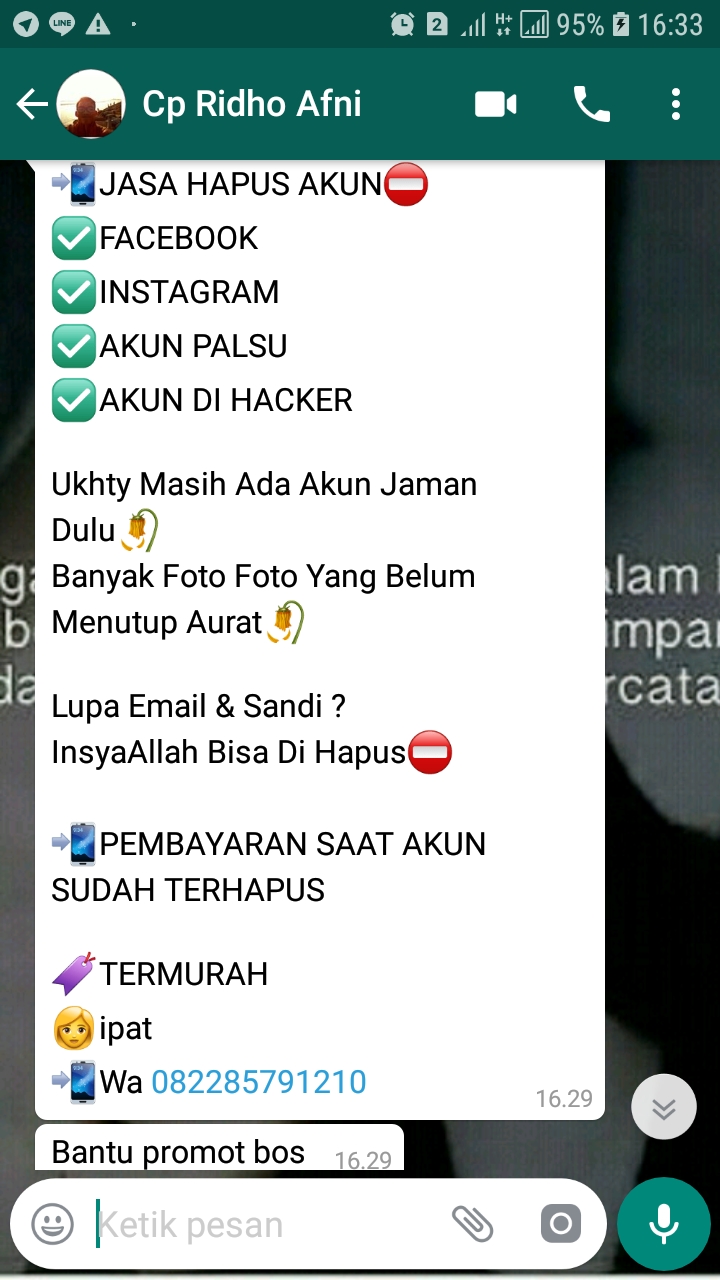 LINE 2 H+ 95% 16:33
Cp Ridho Afni
JASA HAPUS AKUN
FACEBOOK
INSTAGRAM
AKUN PALSU
AKUN DI HACKER
Ukhty Masih Ada Akun Jaman
Dulu
Banyak Foto Foto Yang Belum
Menutup Aurat
Lupa Email & Sandi ?
InsyaAllah Bisa Di Hapus
PEMBAYARAN SAAT AKUN
SUDAH TERHAPUS
TERMURAH
ipat
Wa 082285791210
16.29
Bantu promot bos 16.29
Ketik pesan